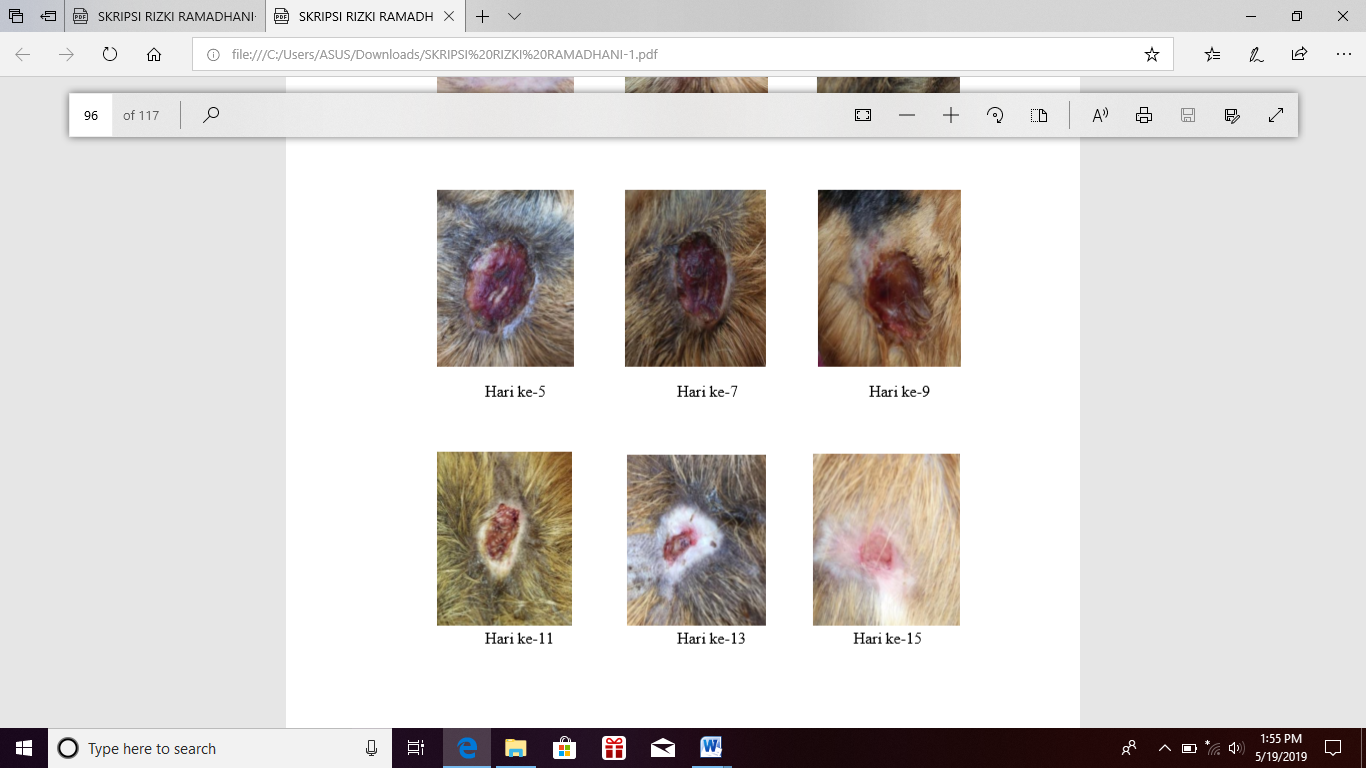 SKRIPSI RIZKI RAMADHANI-
SKRIPSI RIZKI RAMADH
file:///C:/Users/ASUS/Downloads/SKRIPSI%20RIZKI%20RAMADHANI-1.pdf
96 of 117
Hari ke-5 Hari ke-7 Hari ke-9
Hari ke-11 Hari ke-13 Hari ke-15
Type here to search
1:55 PM
5/19/2019